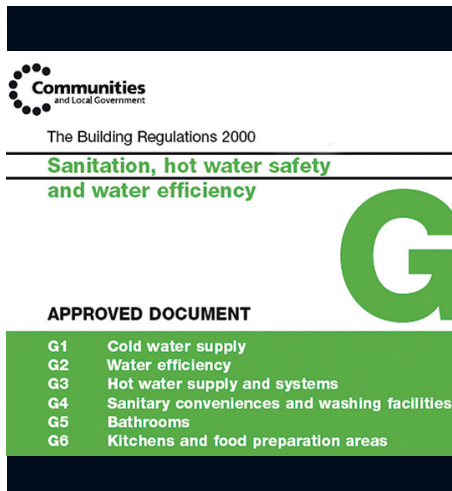 Communities
and Local Government
The Building Regulations 2000
Sanitation, hot water safety
and water efficiency
G
APPROVED DOCUMENT
G1 Cold water supply
G2 Water efficiency
G3 Hot water supply and systems
G4 Sanitary conveniences and washing facilities
G5 Bathrooms
G6 Kitchens and food preparation areas